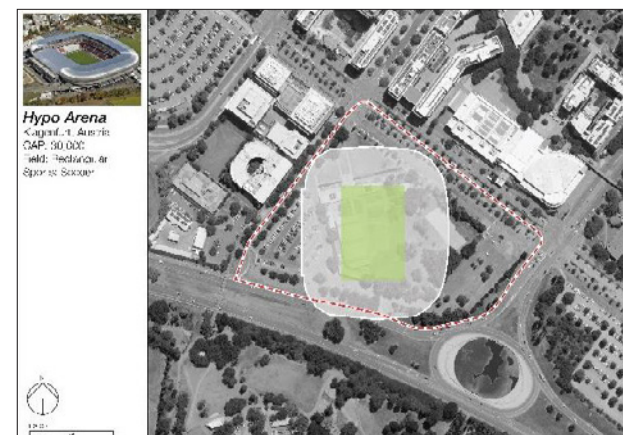 Hypo Arena
Klagenfurt, Austria
CAP: 30,000
Field: Rectangular
Sports: Soccer
N